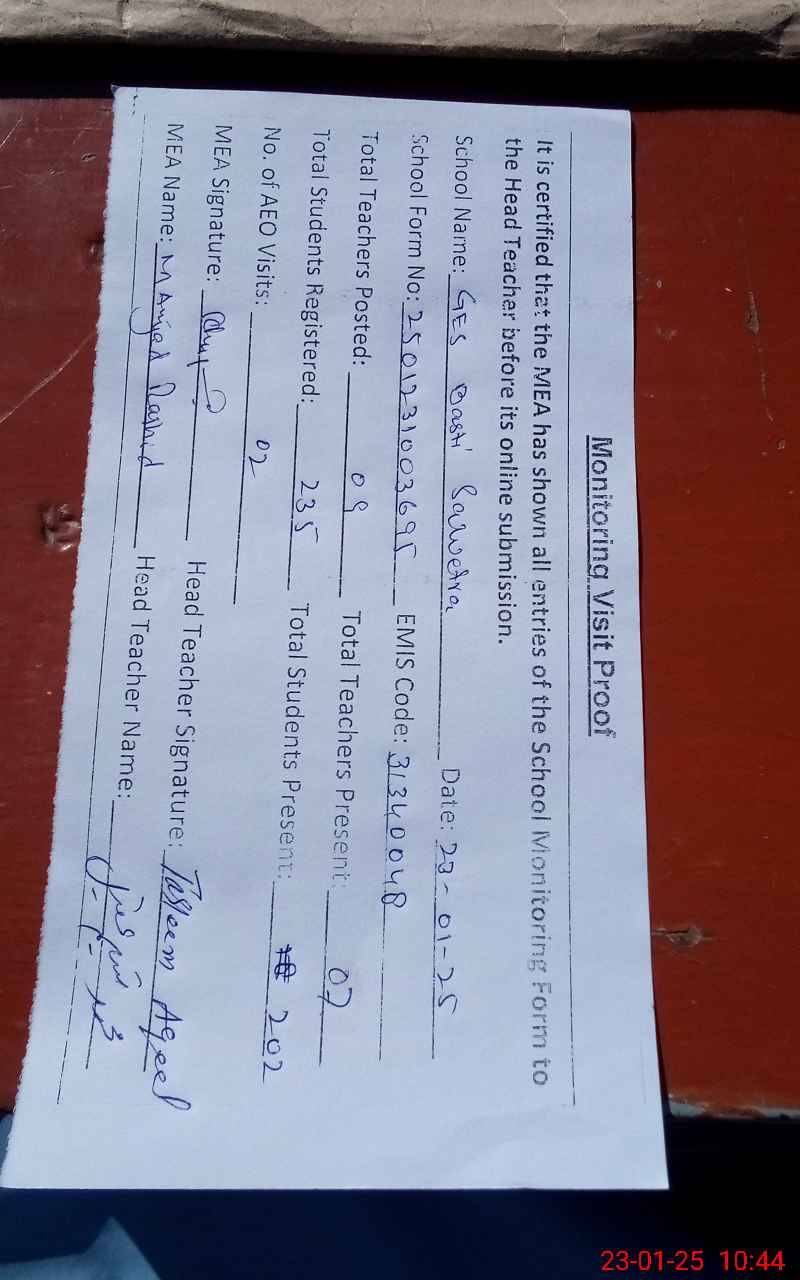 Monitoring Visit Proof
It is certified that the MEA has shown all entries of the School Monitoring Form to
the Head Teacher before its online submission.
School Name: GES Basti Date: 23-01-25
School Form No: 2501231003695 EMIS Code: 31340048
Total Teachers Posted: 09 Total Teachers Present: 07
Total Students Registered: 235 Total Students Present: 202
No. of AEO Visits: 02
MEA Signature: Head Teacher Signature: Tasleem Aqeel
MEA Name: M Amjad Rashid Head Teacher Name:
23-01-25 10:44